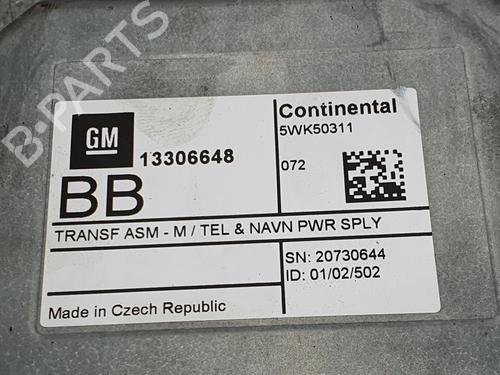 B-PARTS
GM
13306648
BB
TRANSF ASM - M / TEL & NAVN PWR SPLY
Made in Czech Republic
Continental
5WK50311
072
SN: 20730644
ID: 01/02/502